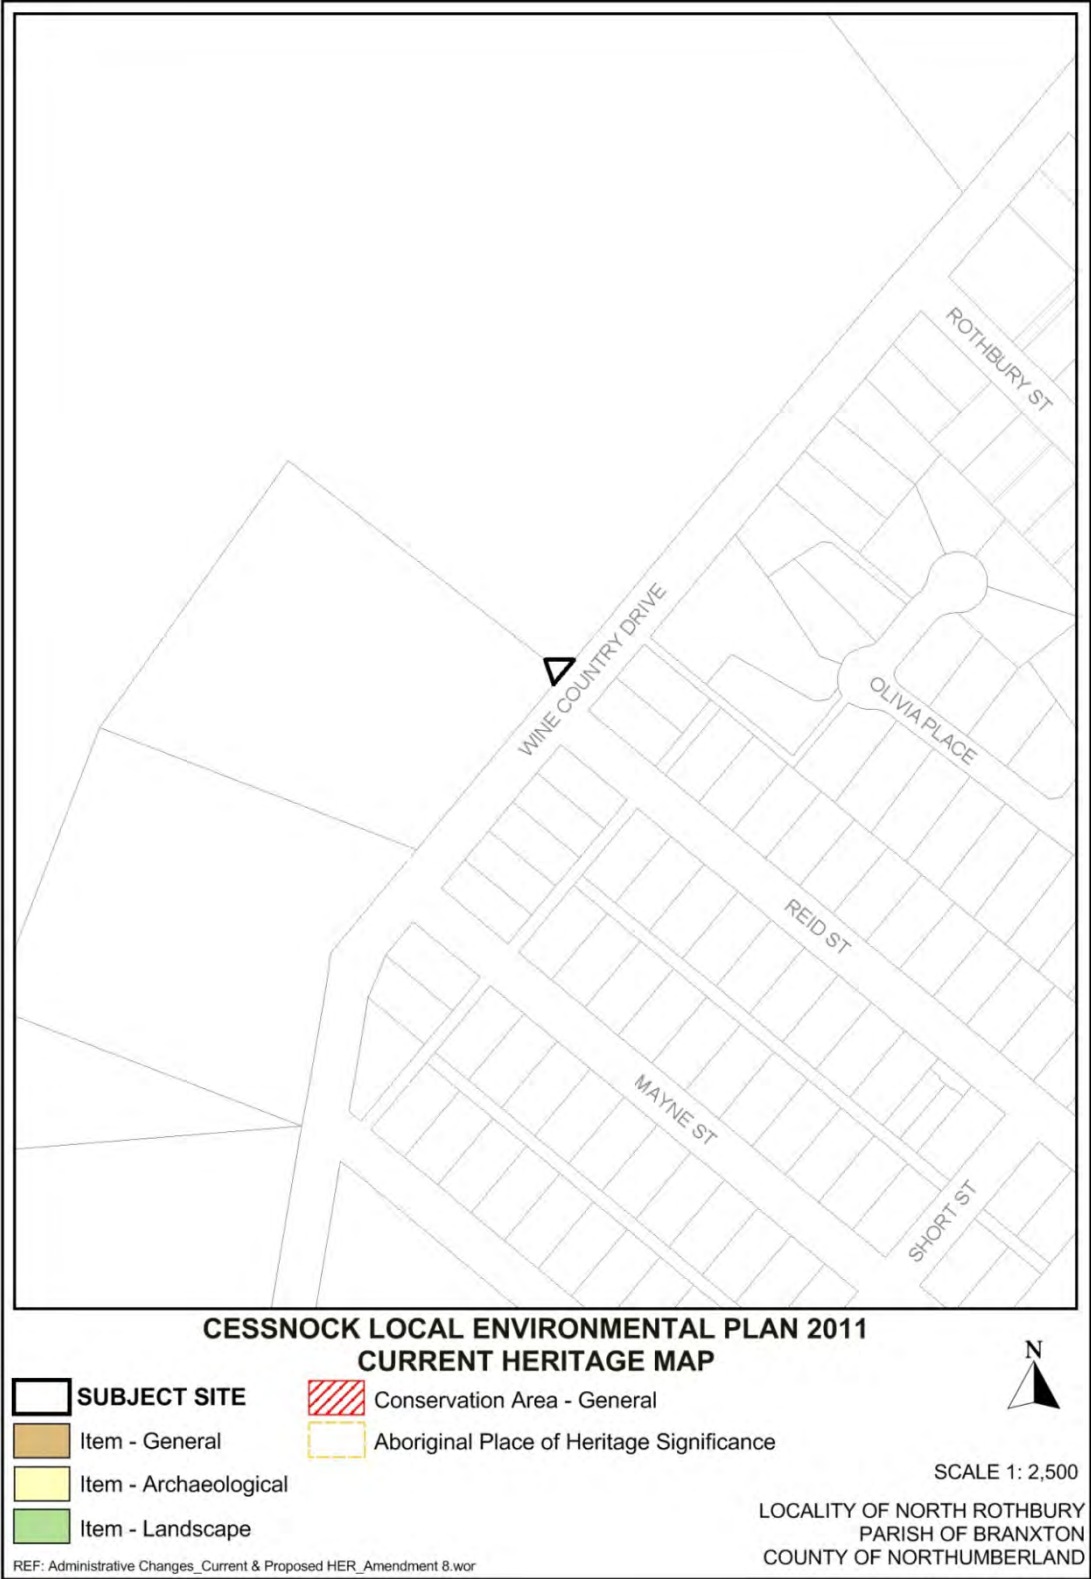 ROTHBURY ST
WINE COUNTRY DRIVE
OLIVIA PLACE
REID ST
MAYNE ST
SHORT ST
CESSNOCK LOCAL ENVIRONMENTAL PLAN 2011
CURRENT HERITAGE MAP
N
SUBJECT SITE
Item - General
Item - Archaeological
Item - Landscape
Conservation Area - General
Aboriginal Place of Heritage Significance
SCALE 1: 2,500
LOCALITY OF NORTH ROTHBURY
PARISH OF BRANXTON
COUNTY OF NORTHUMBERLAND
REF: Administrative Changes_Current & Proposed HER_Amendment 8.wor